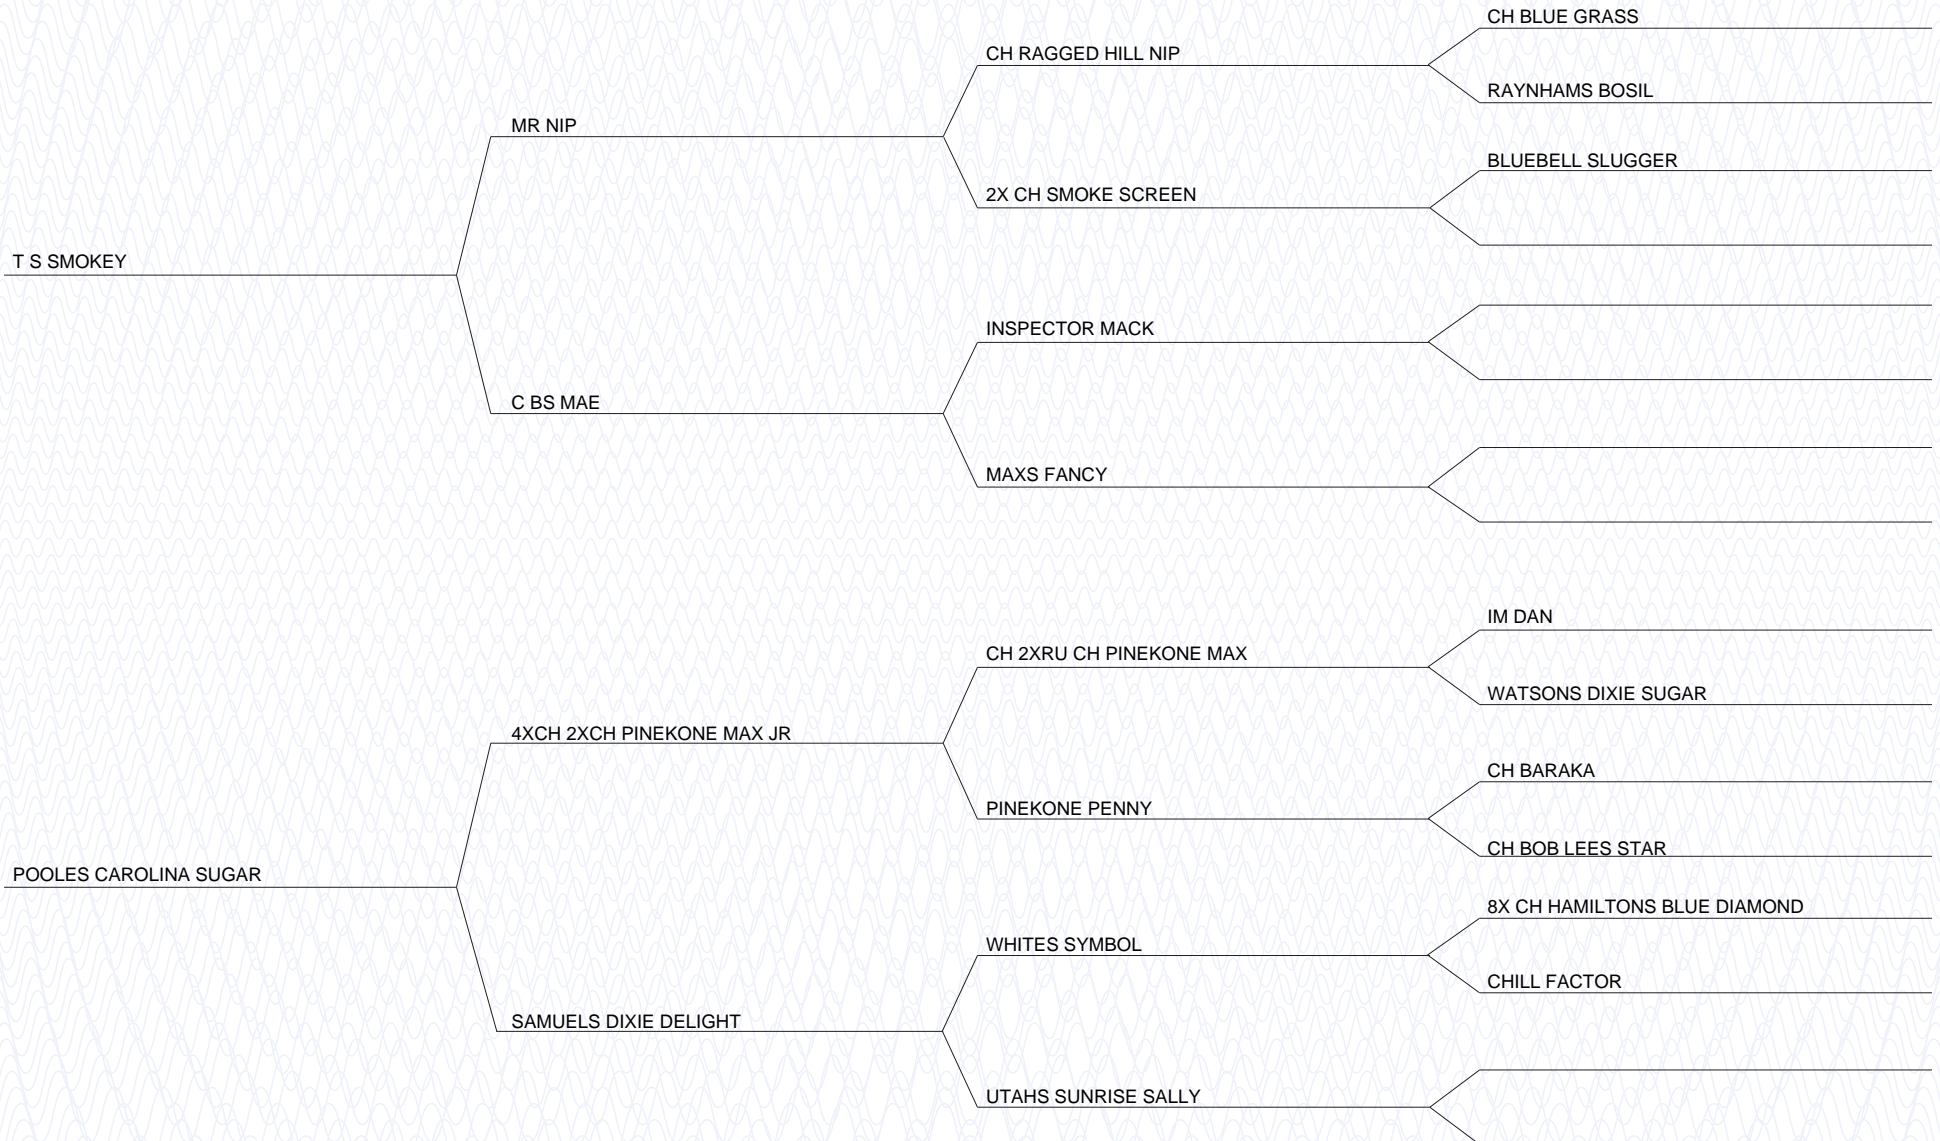 CH BLUE GRASS
CH RAGGED HILL NIP
RAYNHAMS BOSIL
MR NIP
BLUEBELL SLUGGER
2X CH SMOKE SCREEN
T S SMOKEY
INSPECTOR MACK
C BS MAE
MAXS FANCY
IM DAN
CH 2XRU CH PINEKONE MAX
WATSONS DIXIE SUGAR
4XCH 2XCH PINEKONE MAX JR
CH BARAKA
PINEKONE PENNY
CH BOB LEES STAR
POOLES CAROLINA SUGAR
8X CH HAMILTONS BLUE DIAMOND
WHITES SYMBOL
CHILL FACTOR
SAMUELS DIXIE DELIGHT
UTAHS SUNRISE SALLY